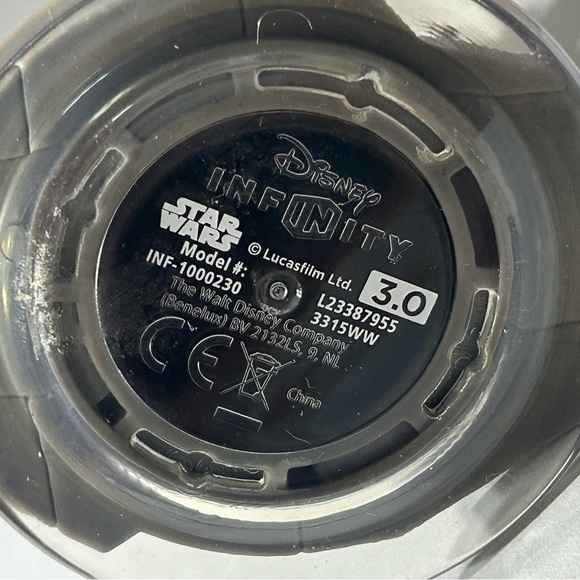 Disney
INFINITY
STAR
WARS
© Lucasfilm Ltd.
3.0
Model #:
INF-1000230
L23387955
3315WW
The Walt Disney Company
(Benelux) BV 2132LS, 9, NL
CE
China